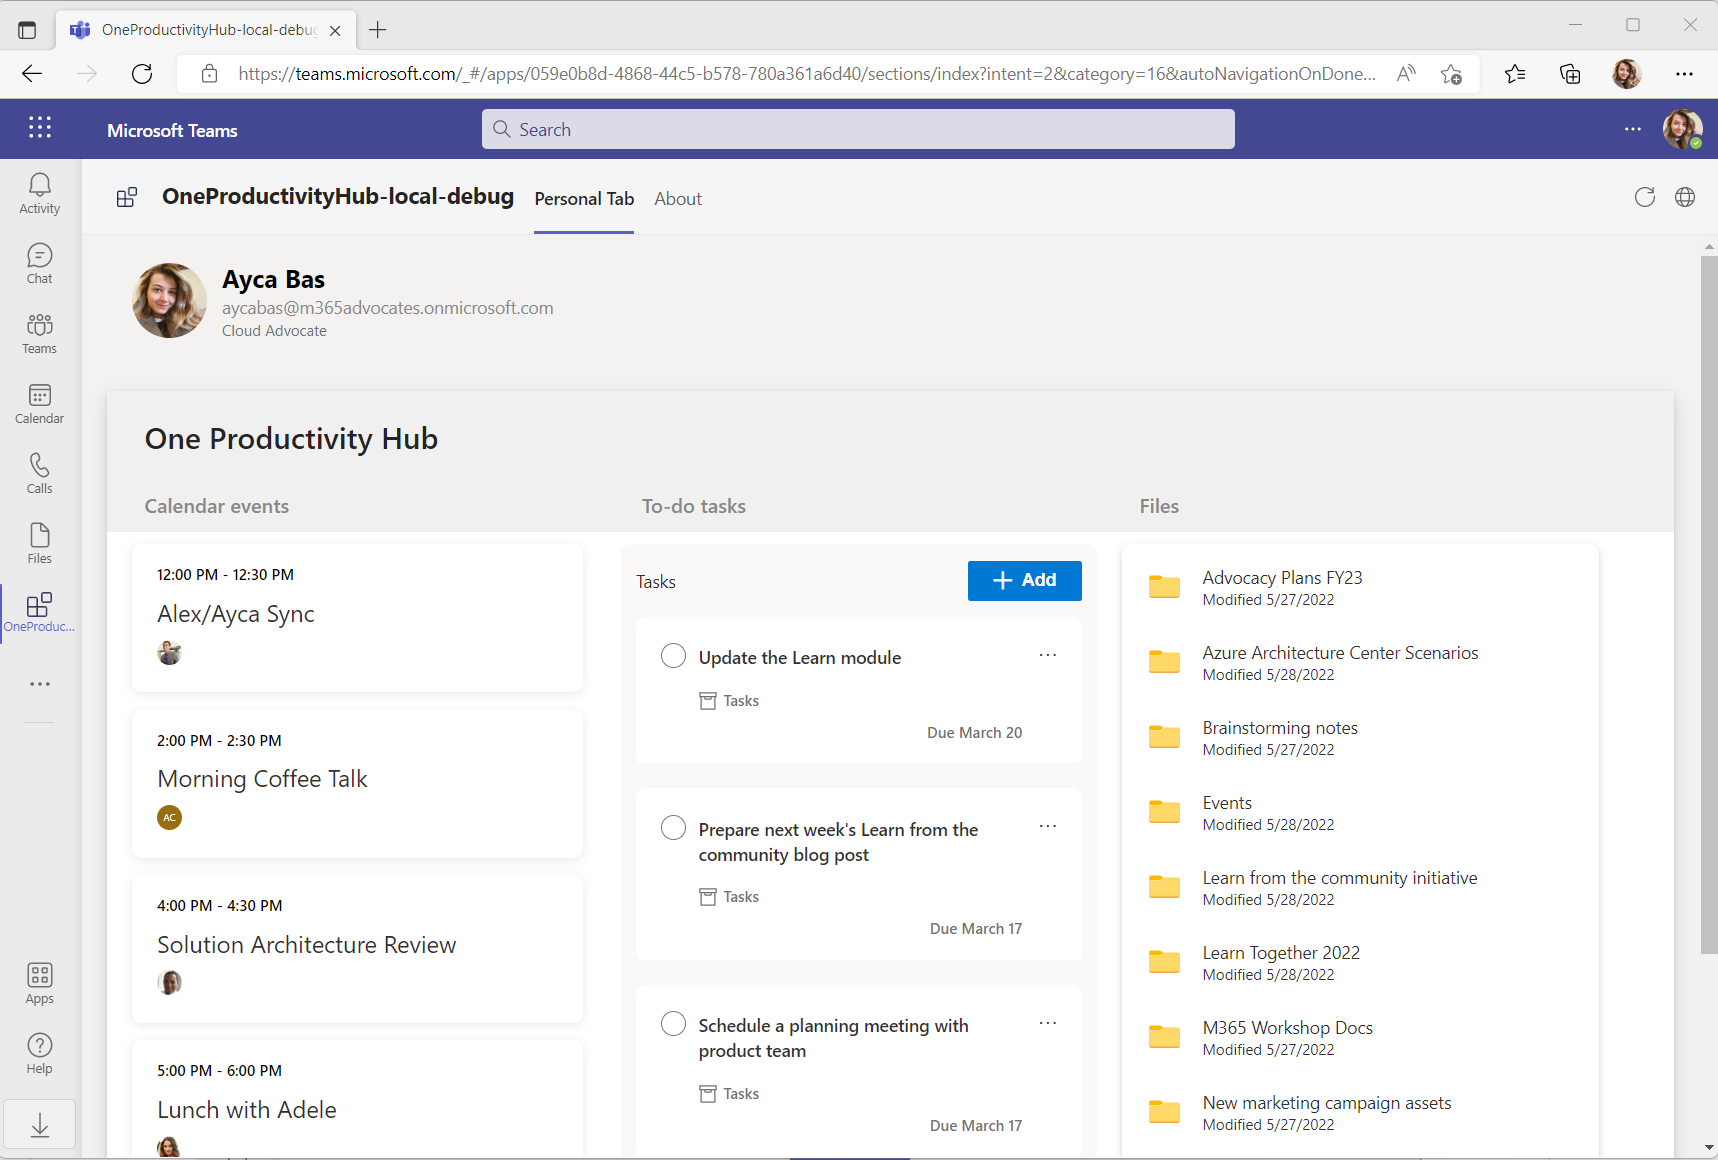 OneProductivityHub-local-debug
https://teams.microsoft.com/_#/apps/059e0b8d-4868-44c5-b578-780a361a6d40/sections/index?intent=2&category=16&autoNavigationOnDone...
Microsoft Teams
Search
OneProductivityHub-local-debug
Personal Tab
About
Activity
Chat
Teams
Calendar
Calls
Files
OneProduc...
Apps
Help
Ayca Bas
aycabas@m365advocates.onmicrosoft.com
Cloud Advocate
One Productivity Hub
Calendar events
12:00 PM - 12:30 PM
Alex/Ayca Sync
2:00 PM - 2:30 PM
Morning Coffee Talk
AC
4:00 PM - 4:30 PM
Solution Architecture Review
5:00 PM - 6:00 PM
Lunch with Adele
To-do tasks
Tasks
Add
Update the Learn module
Tasks
Due March 20
Prepare next week's Learn from the
community blog post
Tasks
Due March 17
Schedule a planning meeting with
product team
Tasks
Due March 17
Files
Advocacy Plans FY23
Modified 5/27/2022
Azure Architecture Center Scenarios
Modified 5/28/2022
Brainstorming notes
Modified 5/27/2022
Events
Modified 5/28/2022
Learn from the community initiative
Modified 5/28/2022
Learn Together 2022
Modified 5/28/2022
M365 Workshop Docs
Modified 5/27/2022
New marketing campaign assets
Modified 5/27/2022